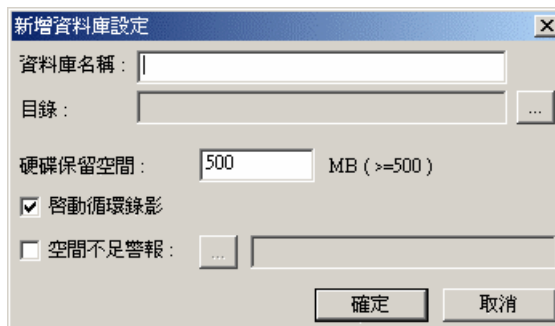 新增資料庫設定
資料庫名稱：
目錄： ...
硬碟保留空間： 500 MB ( >=500 )
啟動循環錄影
空間不足警報： ...
確定 取消